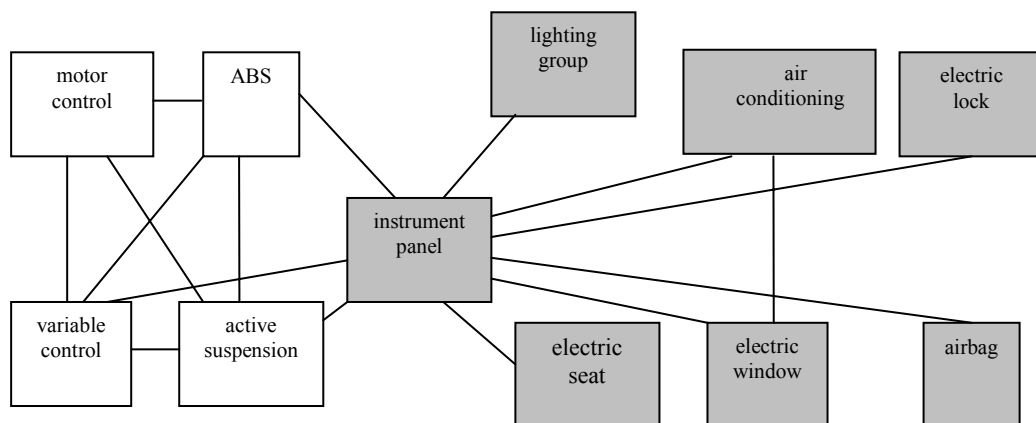 motor
control
ABS
lighting
group
air
conditioning
electric
lock
instrument
panel
variable
control
active
suspension
electric
seat
electric
window
airbag